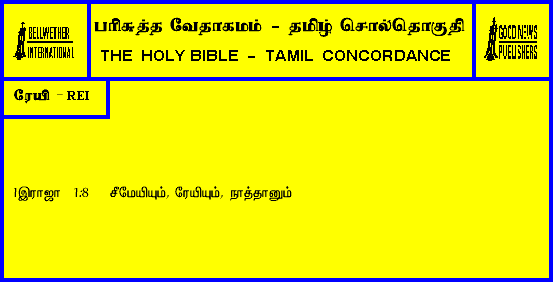 BELLWETHER
INTERNATIONAL
பரிசுத்த வேதாகமம் - தமிழ் சொல்தொகுதி
THE HOLY BIBLE - TAMIL CONCORDANCE
GOOD NEWS
PUBLISHERS
ரேயி - REI
1இராஜா 1:8 சீமேயியும், ரேயியும், நாத்தானும்